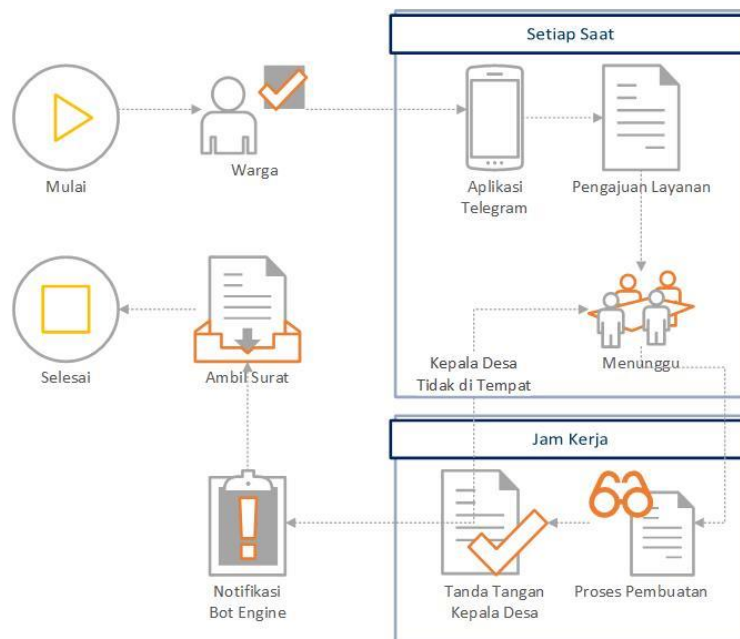 Setiap Saat
Mulai
Warga
Aplikasi
Telegram
Pengajuan Layanan
Selesai
Ambil Surat
Kepala Desa
Tidak di Tempat
Menunggu
Jam Kerja
Notifikasi
Bot Engine
Tanda Tangan
Kepala Desa
Proses Pembuatan